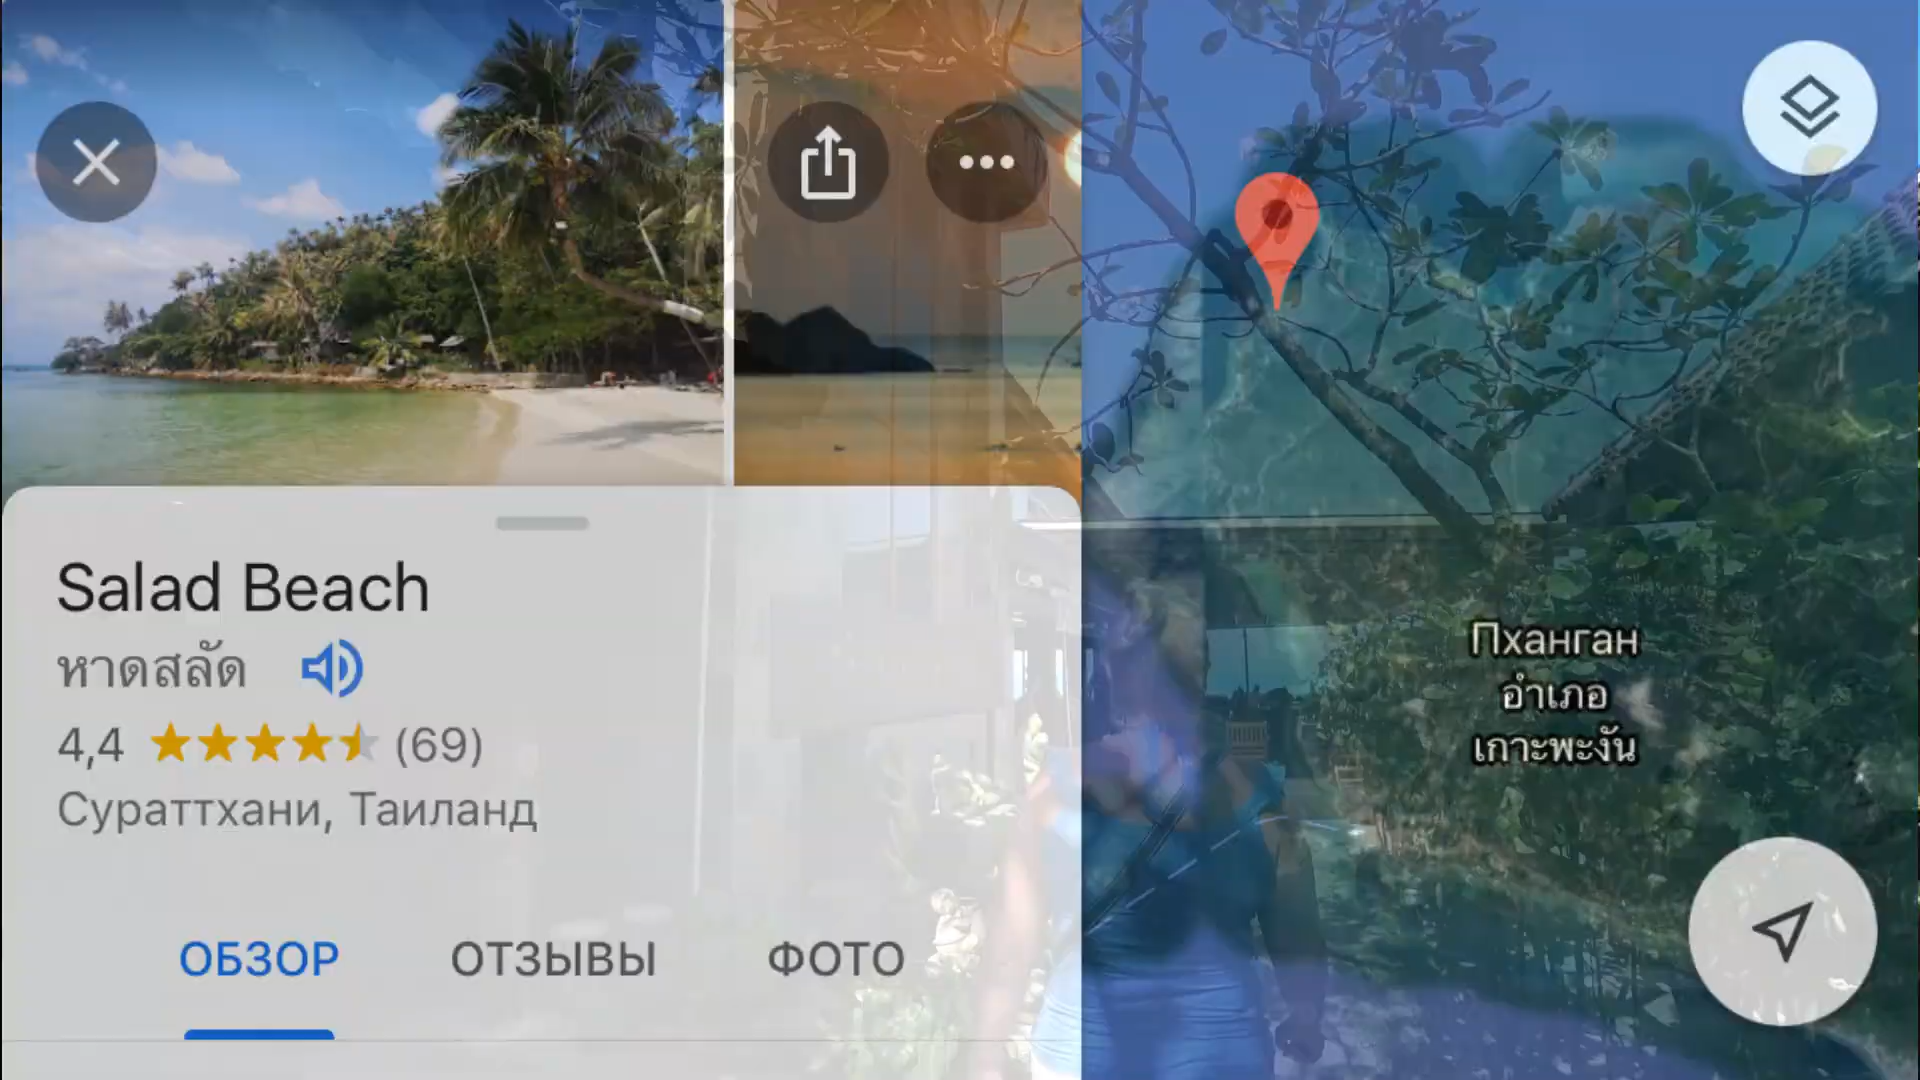 Salad Beach
หาดสลัด
4,4 (69)
Сураттхани, Таиланд
ОБЗОР ОТЗЫВЫ ФОТО
Пханган
อำเภอ
เกาะพะงัน